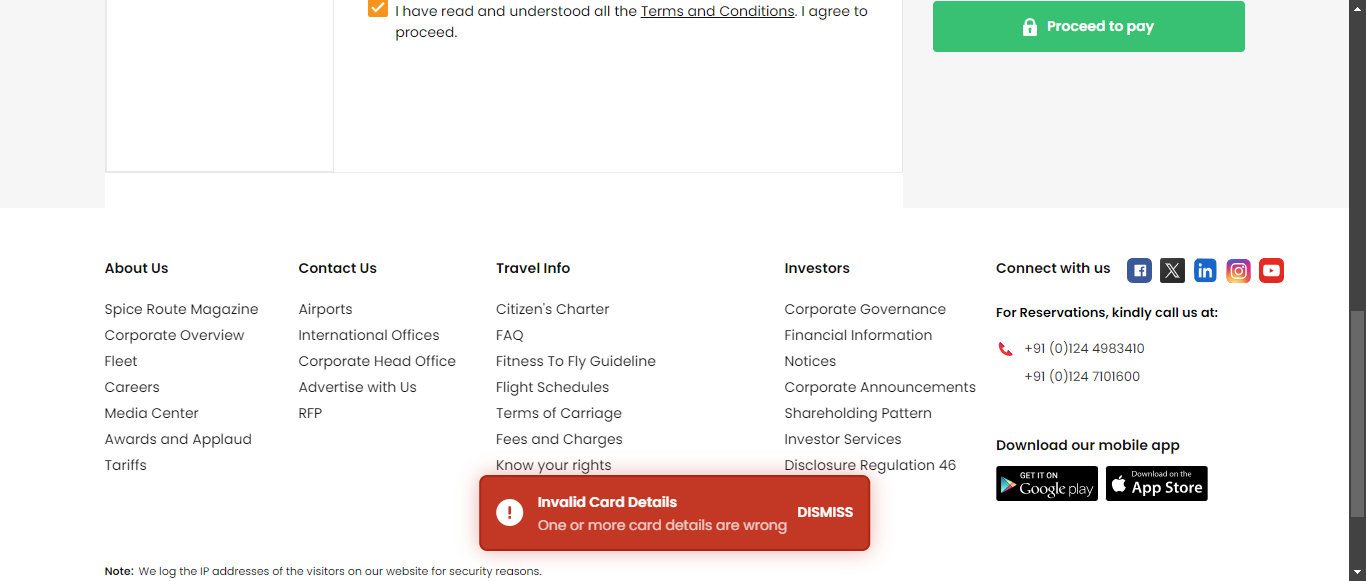 I have read and understood all the Terms and Conditions. I agree to
proceed.
Proceed to pay
About Us
Spice Route Magazine
Corporate Overview
Fleet
Careers
Media Center
Awards and Applaud
Tariffs
Contact Us
Airports
International Offices
Corporate Head Office
Advertise with Us
RFP
Travel Info
Citizen's Charter
FAQ
Fitness To Fly Guideline
Flight Schedules
Terms of Carriage
Fees and Charges
Know your rights
Investors
Corporate Governance
Financial Information
Notices
Corporate Announcements
Shareholding Pattern
Investor Services
Disclosure Regulation 46
Connect with us
For Reservations, kindly call us at:
+91 (0)124 4983410
+91 (0)124 7101600
Download our mobile app
GET IT ON
Google play
Download on the
App Store
Invalid Card Details
One or more card details are wrong
DISMISS
Note: We log the IP addresses of the visitors on our website for security reasons.